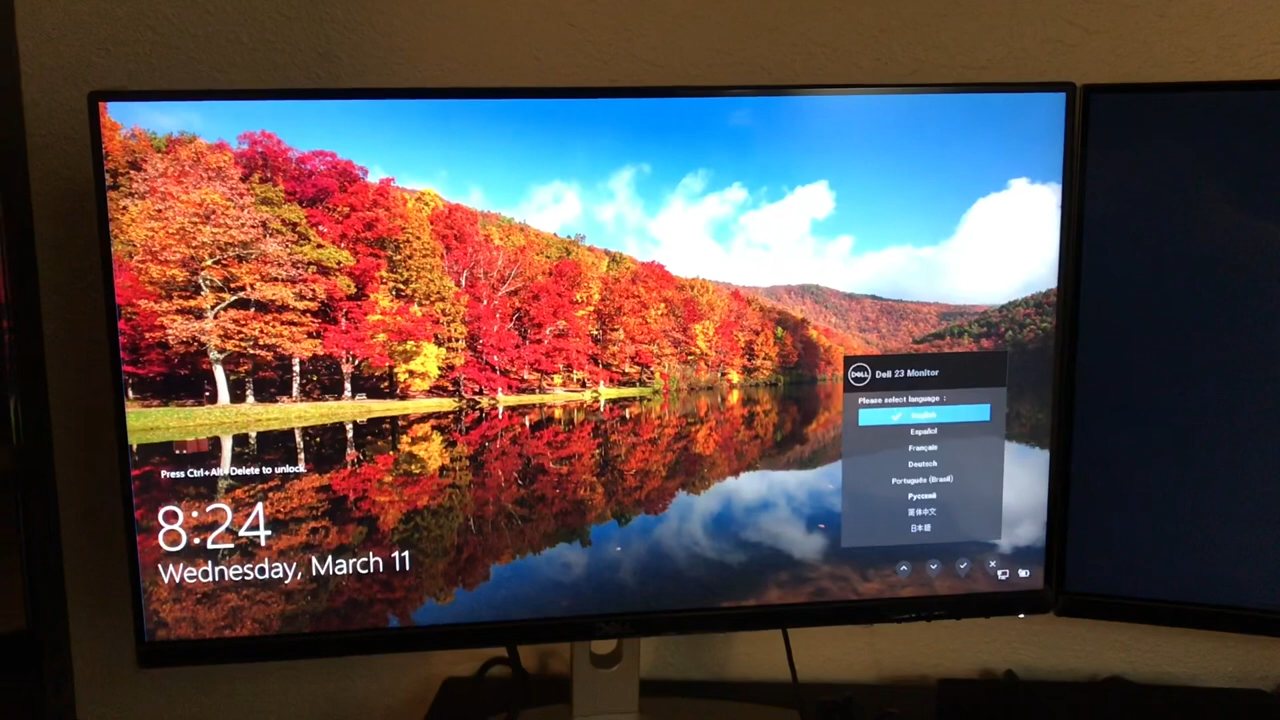 DELL
Dell 23 Monitor
Please select language :
English
Español
Français
Deutsch
Português (Brasil)
Русский
简体中文
日本語
Press Ctrl+Alt+Delete to unlock.
8:24
Wednesday, March 11